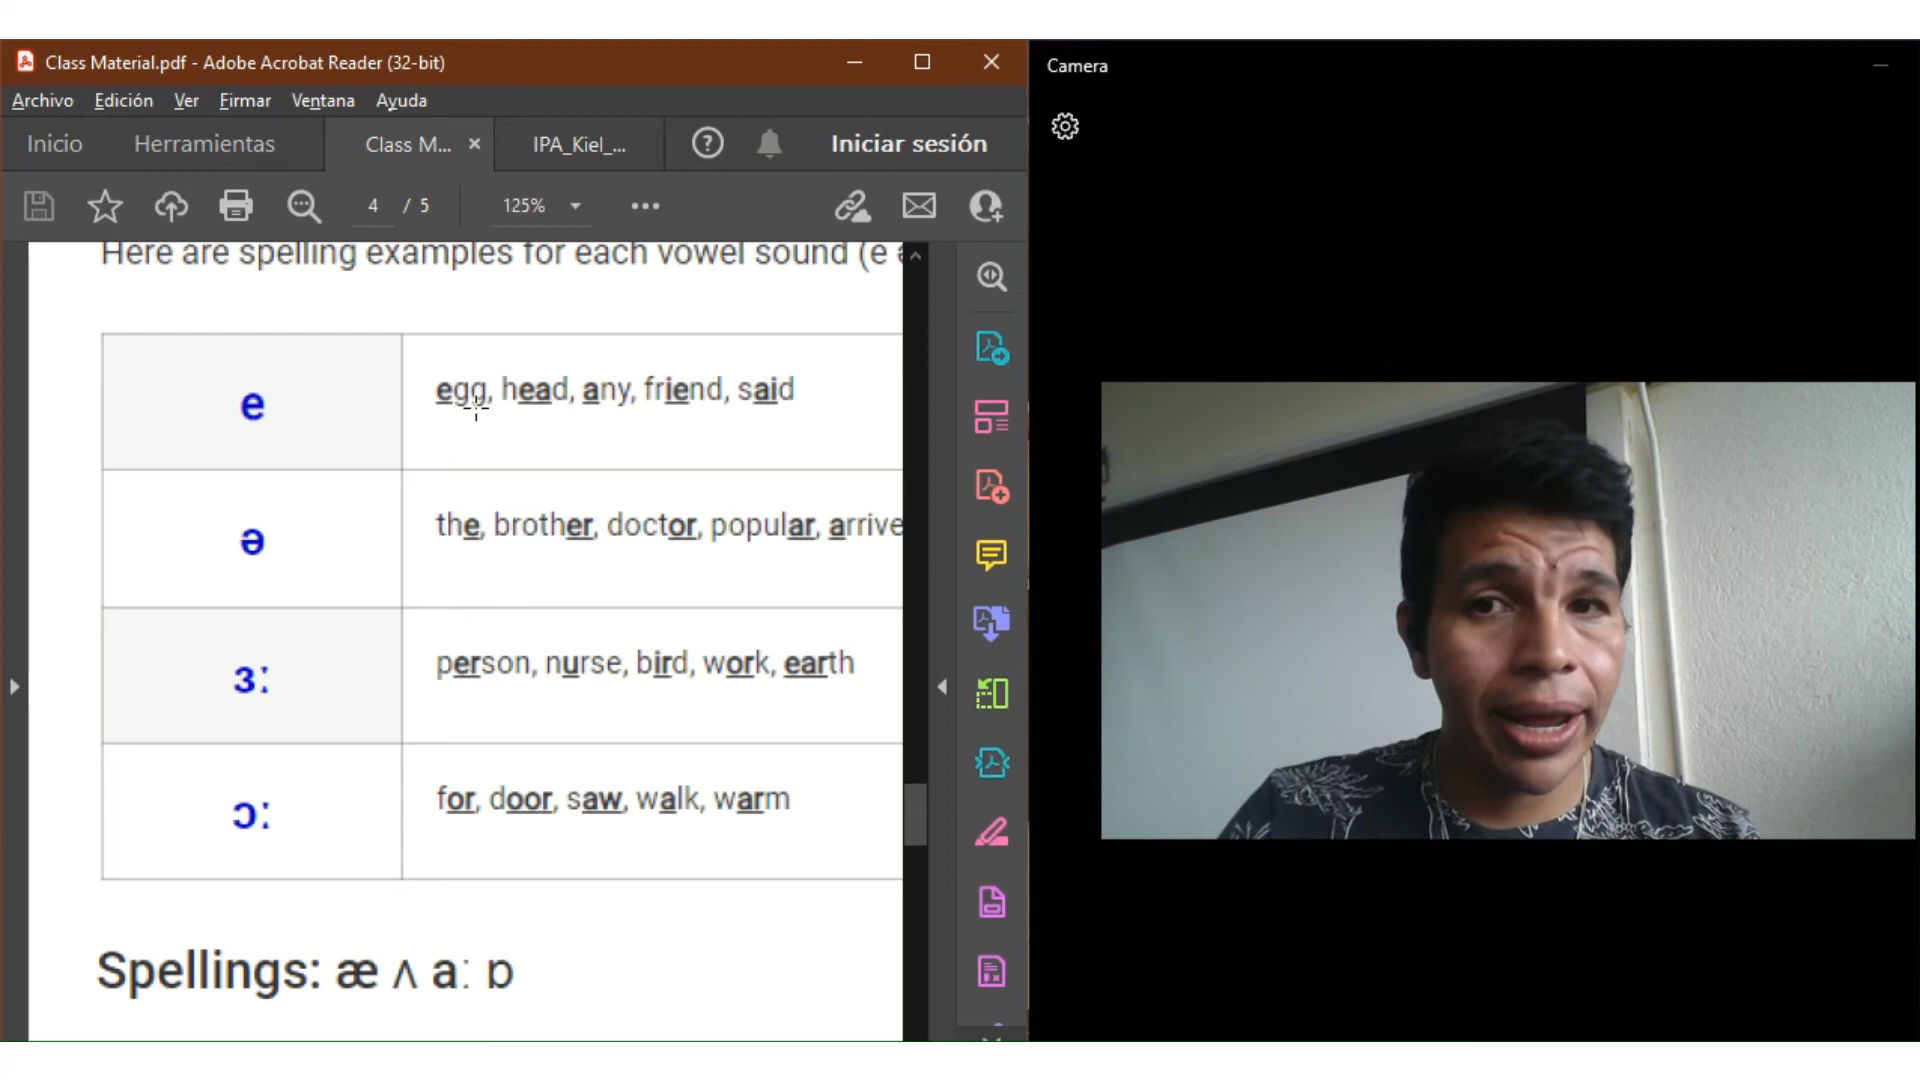 Class Material.pdf - Adobe Acrobat Reader (32-bit)
Archivo Edición Ver Firmar Ventana Ayuda
Inicio Herramientas Class M... IPA_Kiel_... Iniciar sesión
4 / 5 125%
Here are spelling examples for each vowel sound (e
e egg, head, any, friend, said
ə the, brother, doctor, popular, arrive
ɜː person, nurse, bird, work, earth
ɔː for, door, saw, walk, warm
Spellings: æ ʌ aː ɒ
Camera